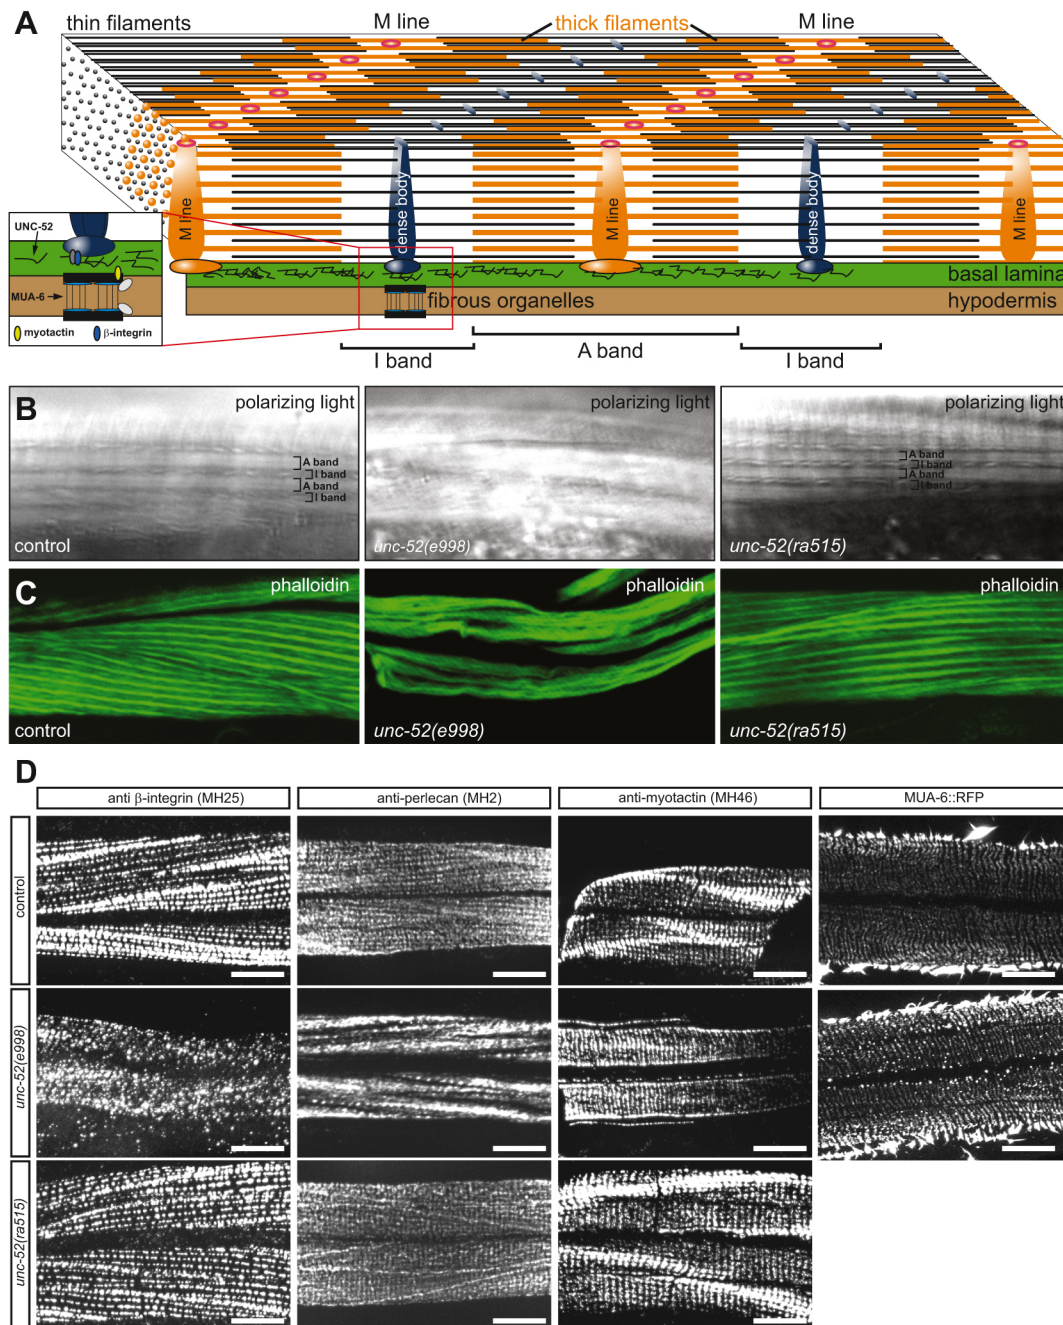 A
thin filaments
M line
thick filaments
M line
M line
dense body
M line
dense body
M line
UNC-52
MUA-6
myotactin
β-integrin
basal lamina
fibrous organelles
hypodermis
I band
A band
I band
B
polarizing light
A band
I band
A band
I band
control
polarizing light
unc-52(e998)
polarizing light
A band
I band
A band
I band
unc-52(ra515)
C
phalloidin
control
phalloidin
unc-52(e998)
phalloidin
unc-52(ra515)
D
anti β-integrin (MH25)
anti-perlecan (MH2)
anti-myotactin (MH46)
MUA-6::RFP
control
unc-52(e998)
unc-52(ra515)